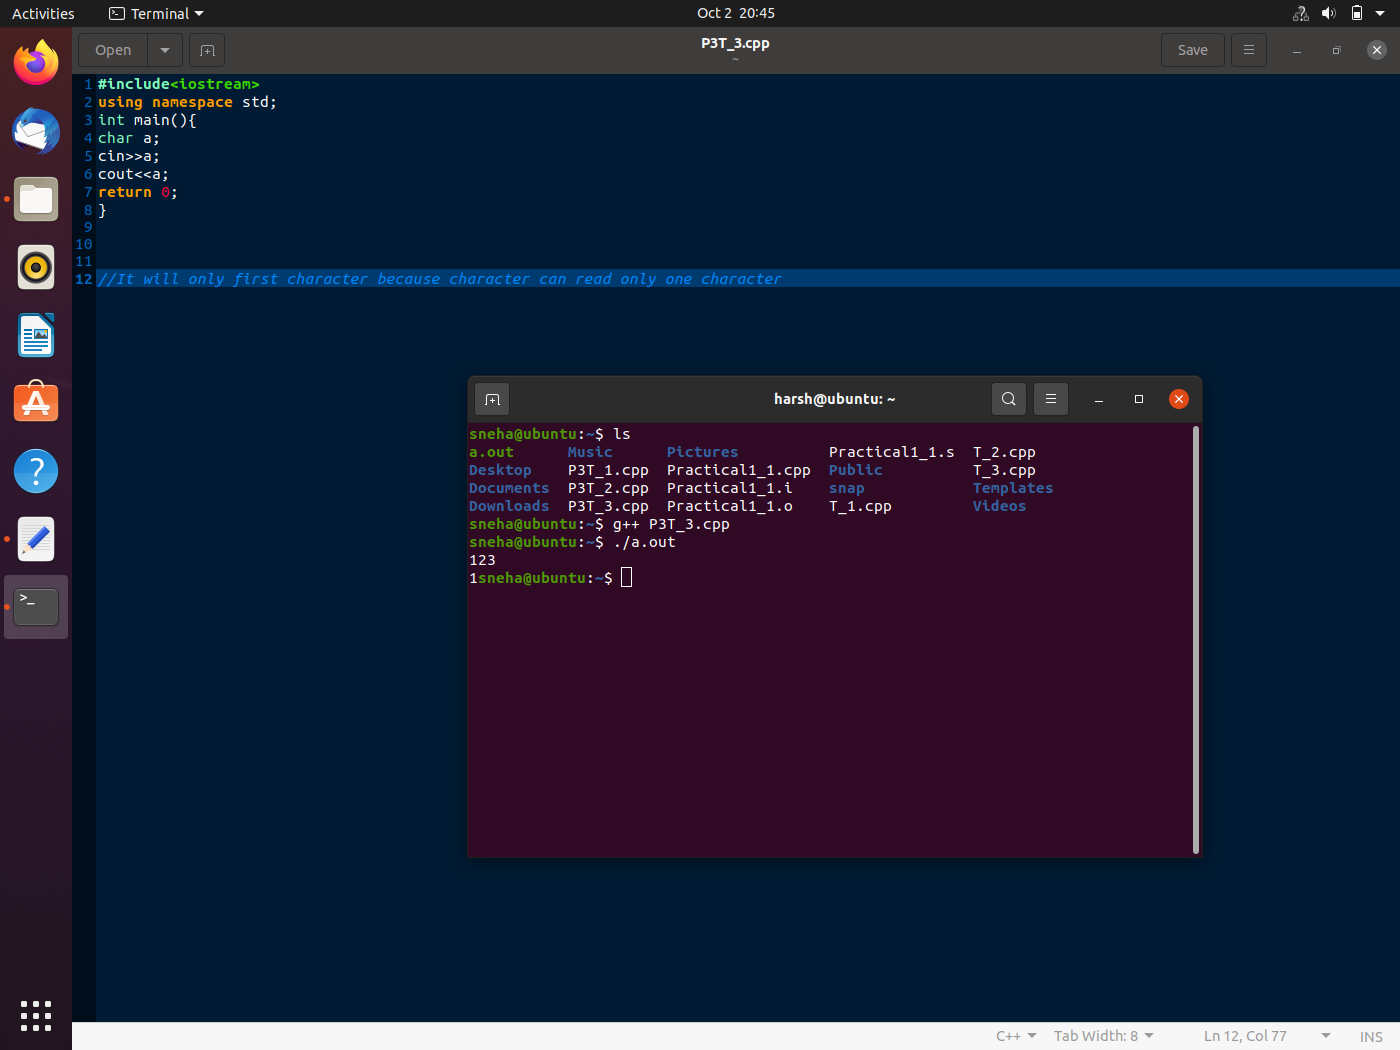 Activities Terminal Oct 2 20:45
Open P3T_3.cpp Save
~
1 #include<iostream>
2 using namespace std;
3 int main(){
4 char a;
5 cin>>a;
6 cout<<a;
7 return 0;
8 }
9
10
11
12 //It will only first character because character can read only one character
harsh@ubuntu: ~
sneha@ubuntu:~$ ls
a.out Music Pictures Practical1_1.s T_2.cpp
Desktop P3T_1.cpp Practical1_1.cpp Public T_3.cpp
Documents P3T_2.cpp Practical1_1.i snap Templates
Downloads P3T_3.cpp Practical1_1.o T_1.cpp Videos
sneha@ubuntu:~$ g++ P3T_3.cpp
sneha@ubuntu:~$ ./a.out
123
1sneha@ubuntu:~$
C++ Tab Width: 8 Ln 12, Col 77 INS